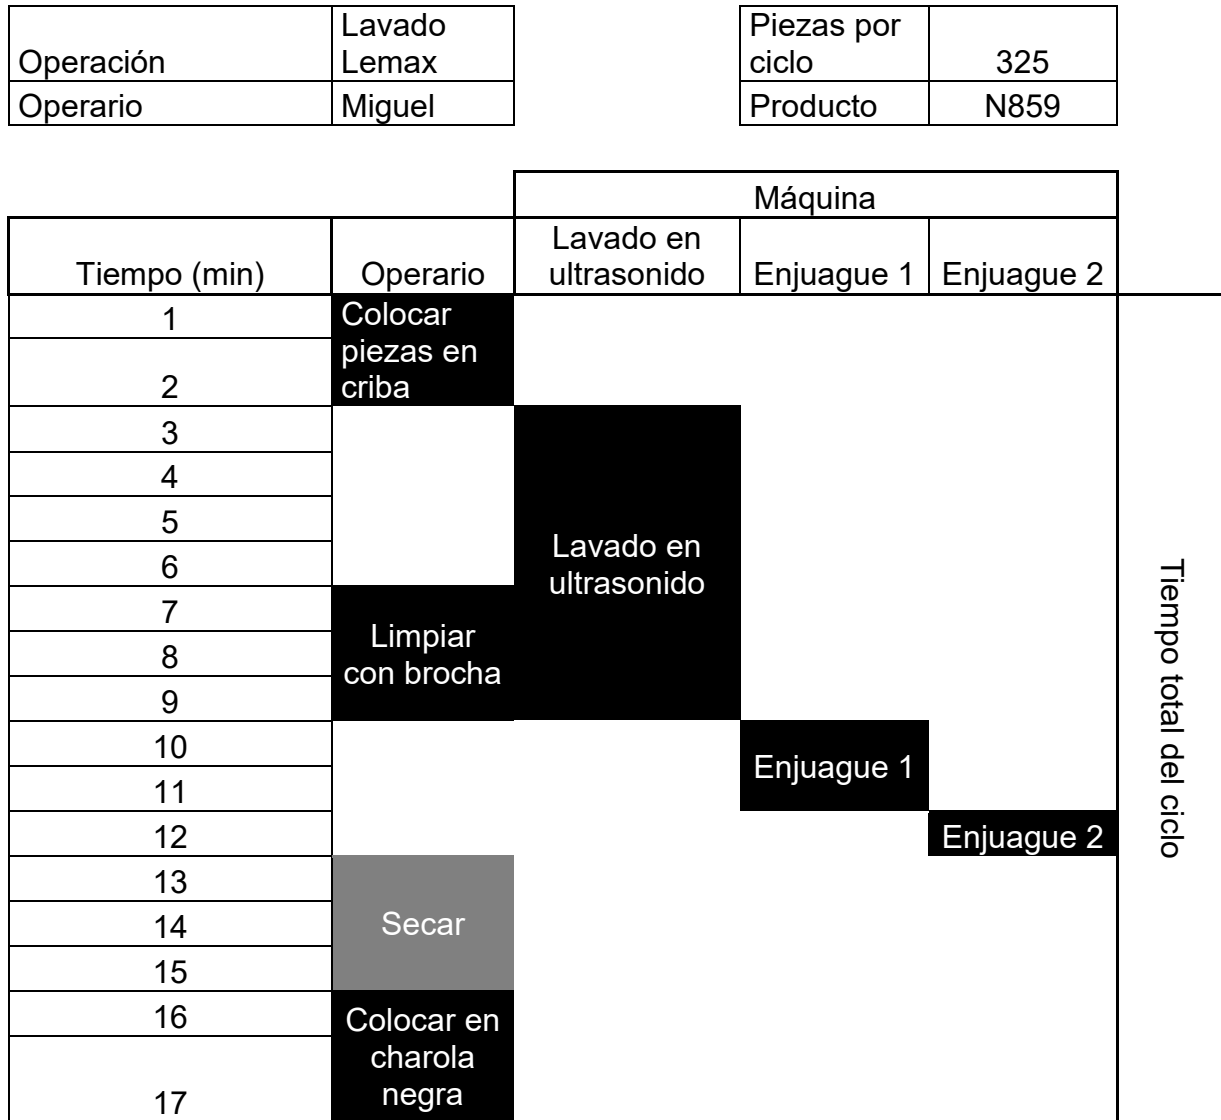 Operación
Lavado
Lemax
Piezas por
ciclo
325
Operario
Miguel
Producto
N859
Máquina
Tiempo (min)
Operario
Lavado en
ultrasonido
Enjuague 1
Enjuague 2
1
Colocar
piezas en
criba
2
3
4
5
6
Lavado en
ultrasonido
7
8
9
Limpiar
con brocha
10
11
Enjuague 1
12
Enjuague 2
13
14
Secar
15
16
17
Colocar en
charola
negra
Tiempo total del ciclo